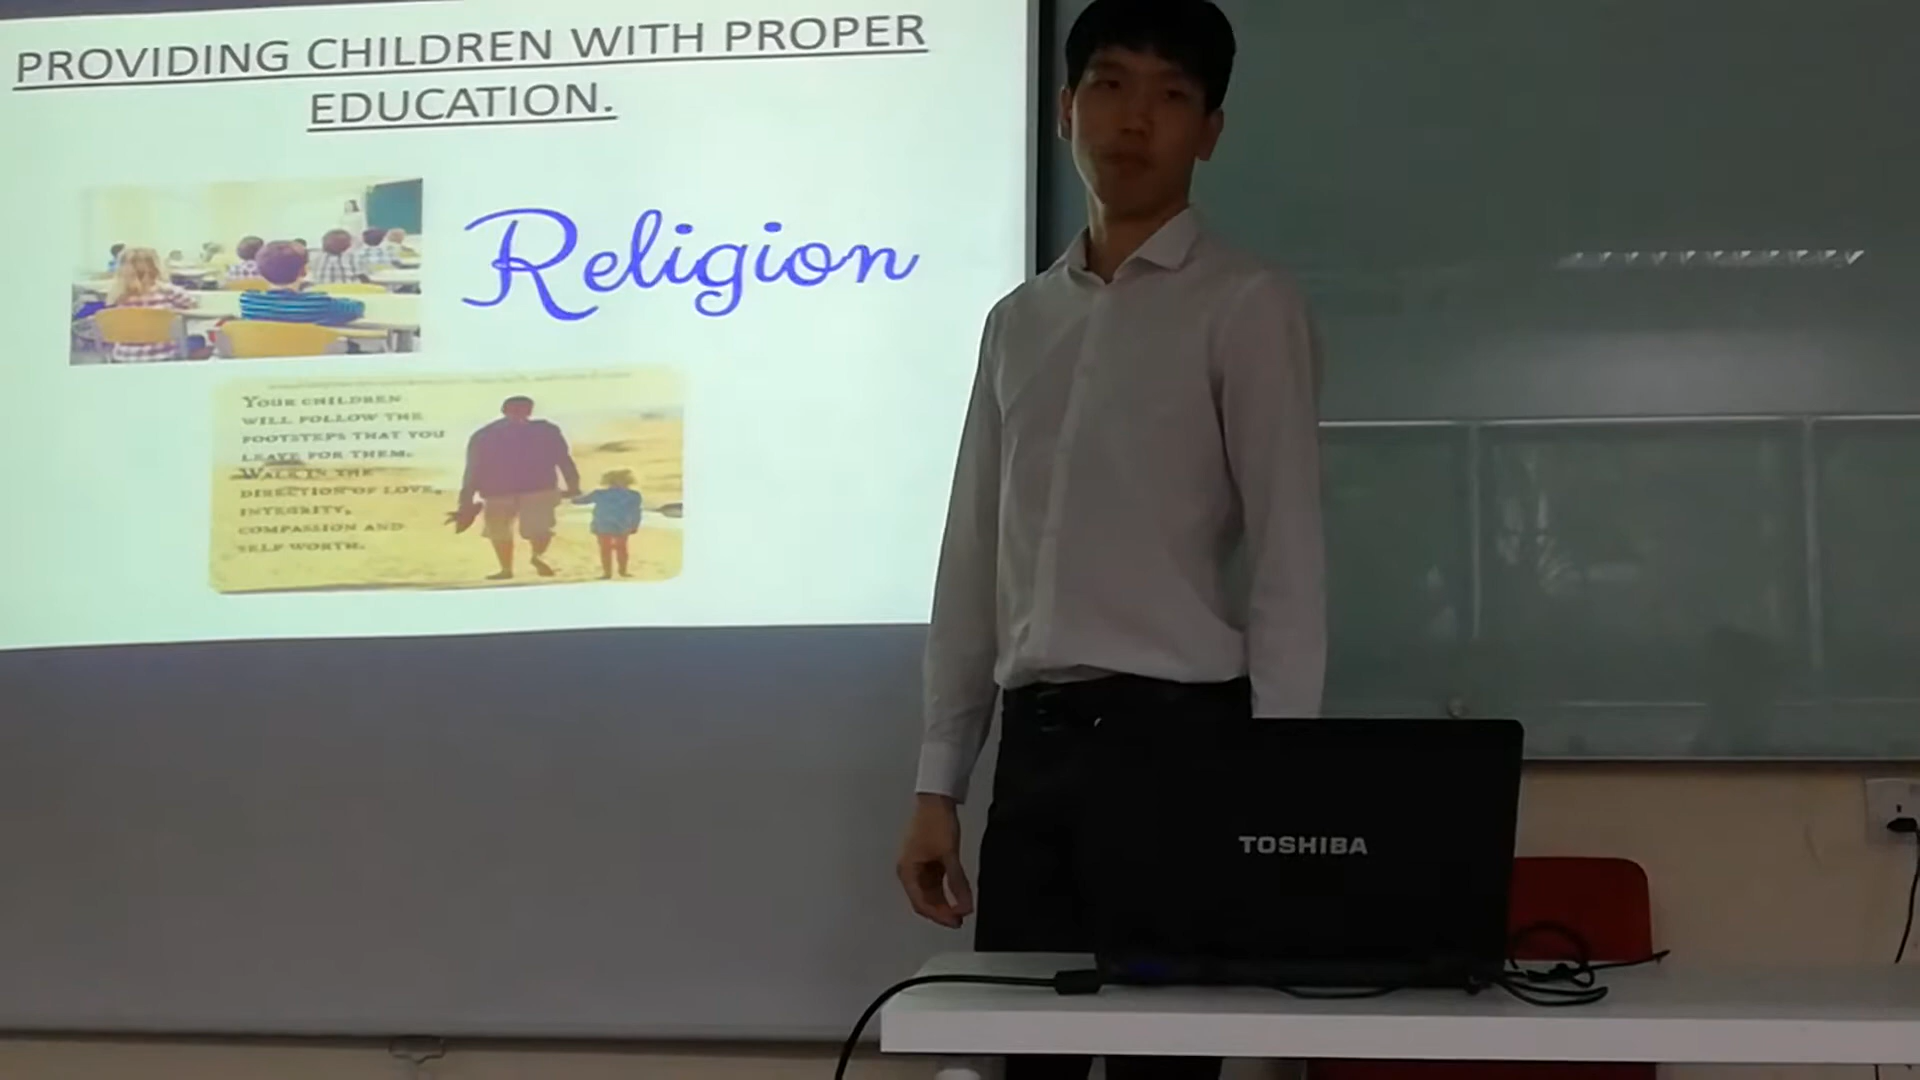 PROVIDING CHILDREN WITH PROPER
EDUCATION.
Religion
YOUR CHILDREN
WILL FOLLOW THE
FOOTSTEPS THAT YOU
LEAVE FOR THEM.
WALK IN THE
DIRECTION OF LOVE,
INTEGRITY,
COMPASSION AND
SELF WORTH.
TOSHIBA